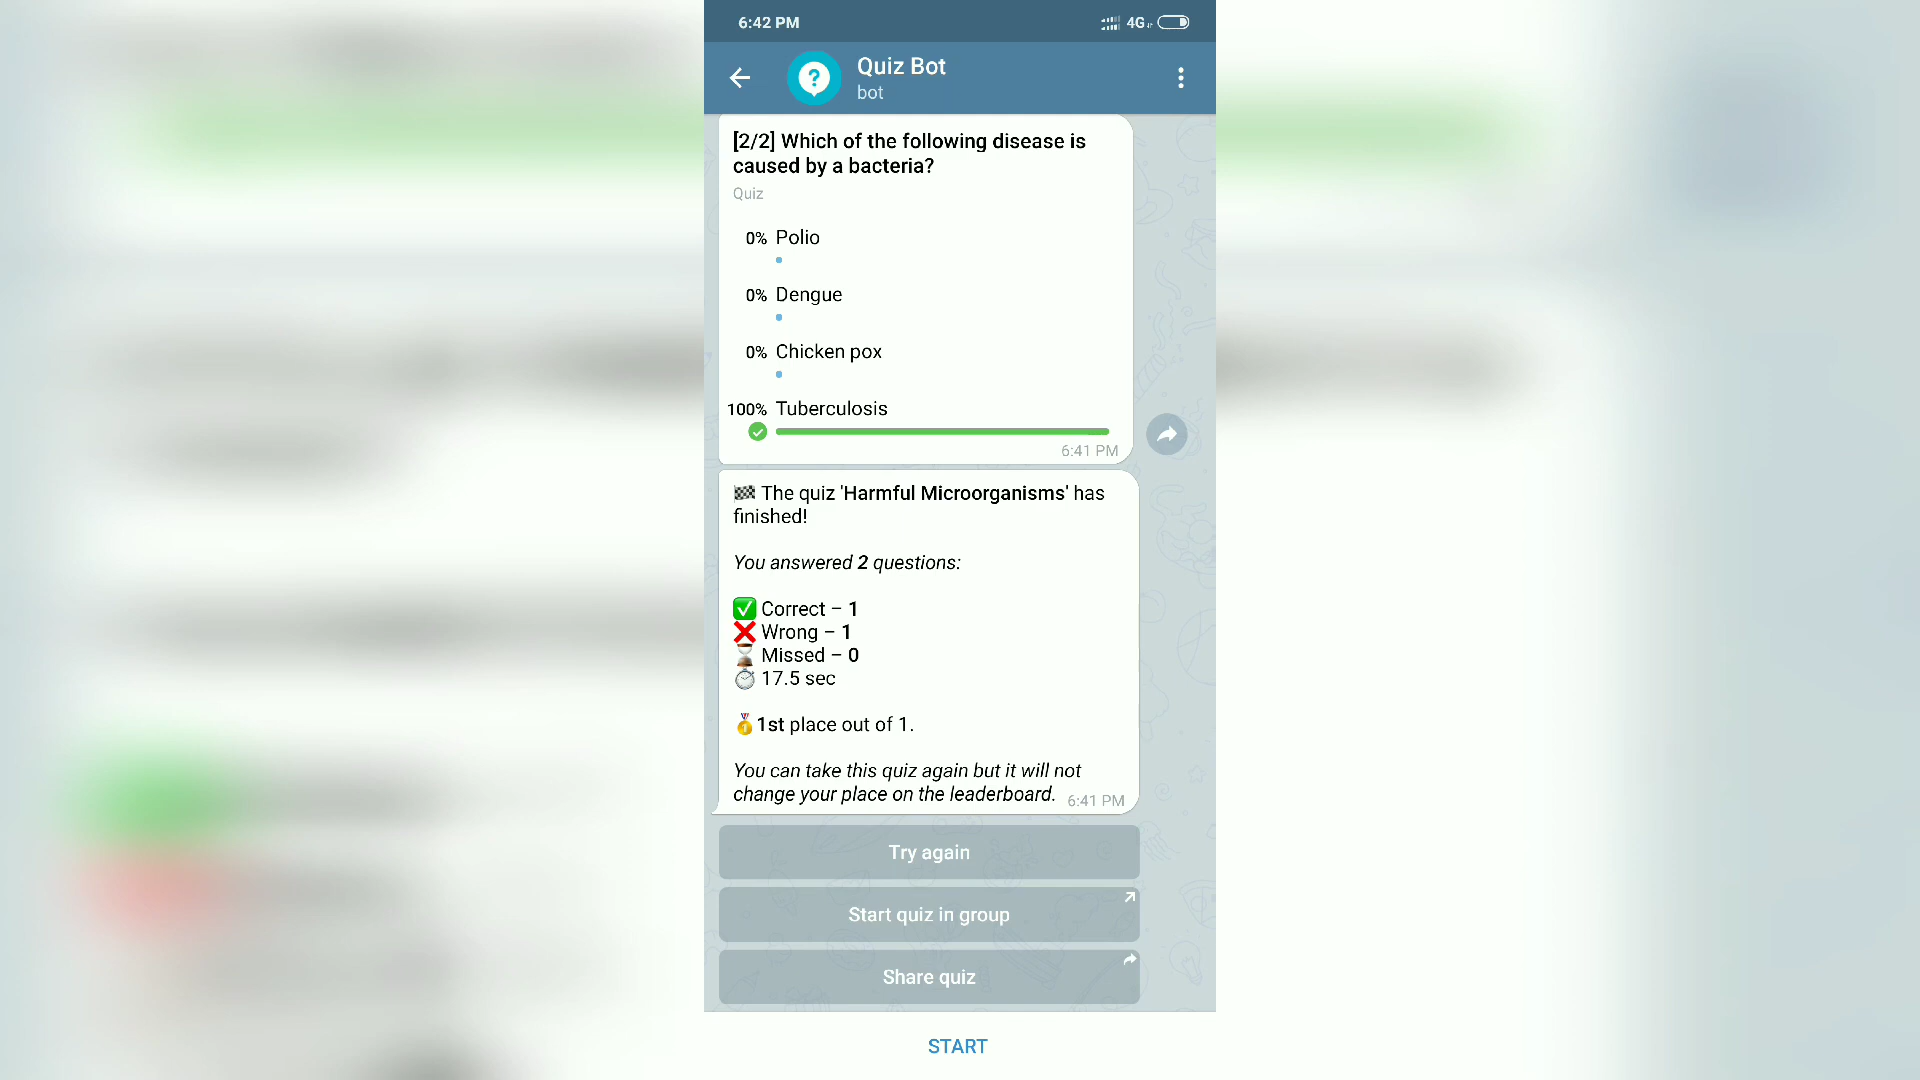 6:42 PM
4G
Quiz Bot
bot
[2/2] Which of the following disease is
caused by a bacteria?
Quiz
0% Polio
0% Dengue
0% Chicken pox
100% Tuberculosis
6:41 PM
🏁 The quiz 'Harmful Microorganisms' has
finished!
You answered 2 questions:
✅ Correct – 1
❌ Wrong – 1
⌛ Missed – 0
⏱ 17.5 sec
🥇1st place out of 1.
You can take this quiz again but it will not
change your place on the leaderboard. 6:41 PM
Try again
Start quiz in group
Share quiz
START